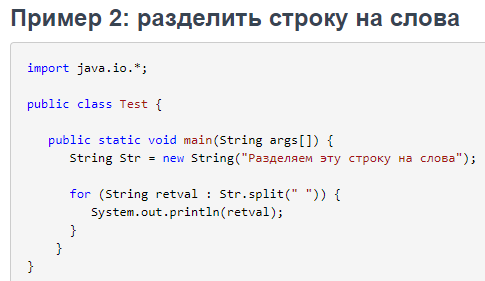 Пример 2: разделить строку на слова
import java.io.*;
public class Test {
public static void main(String args[]) {
String Str = new String("Разделяем эту строку на слова");
for (String retval : Str.split(" ")) {
System.out.println(retval);
}
}
}